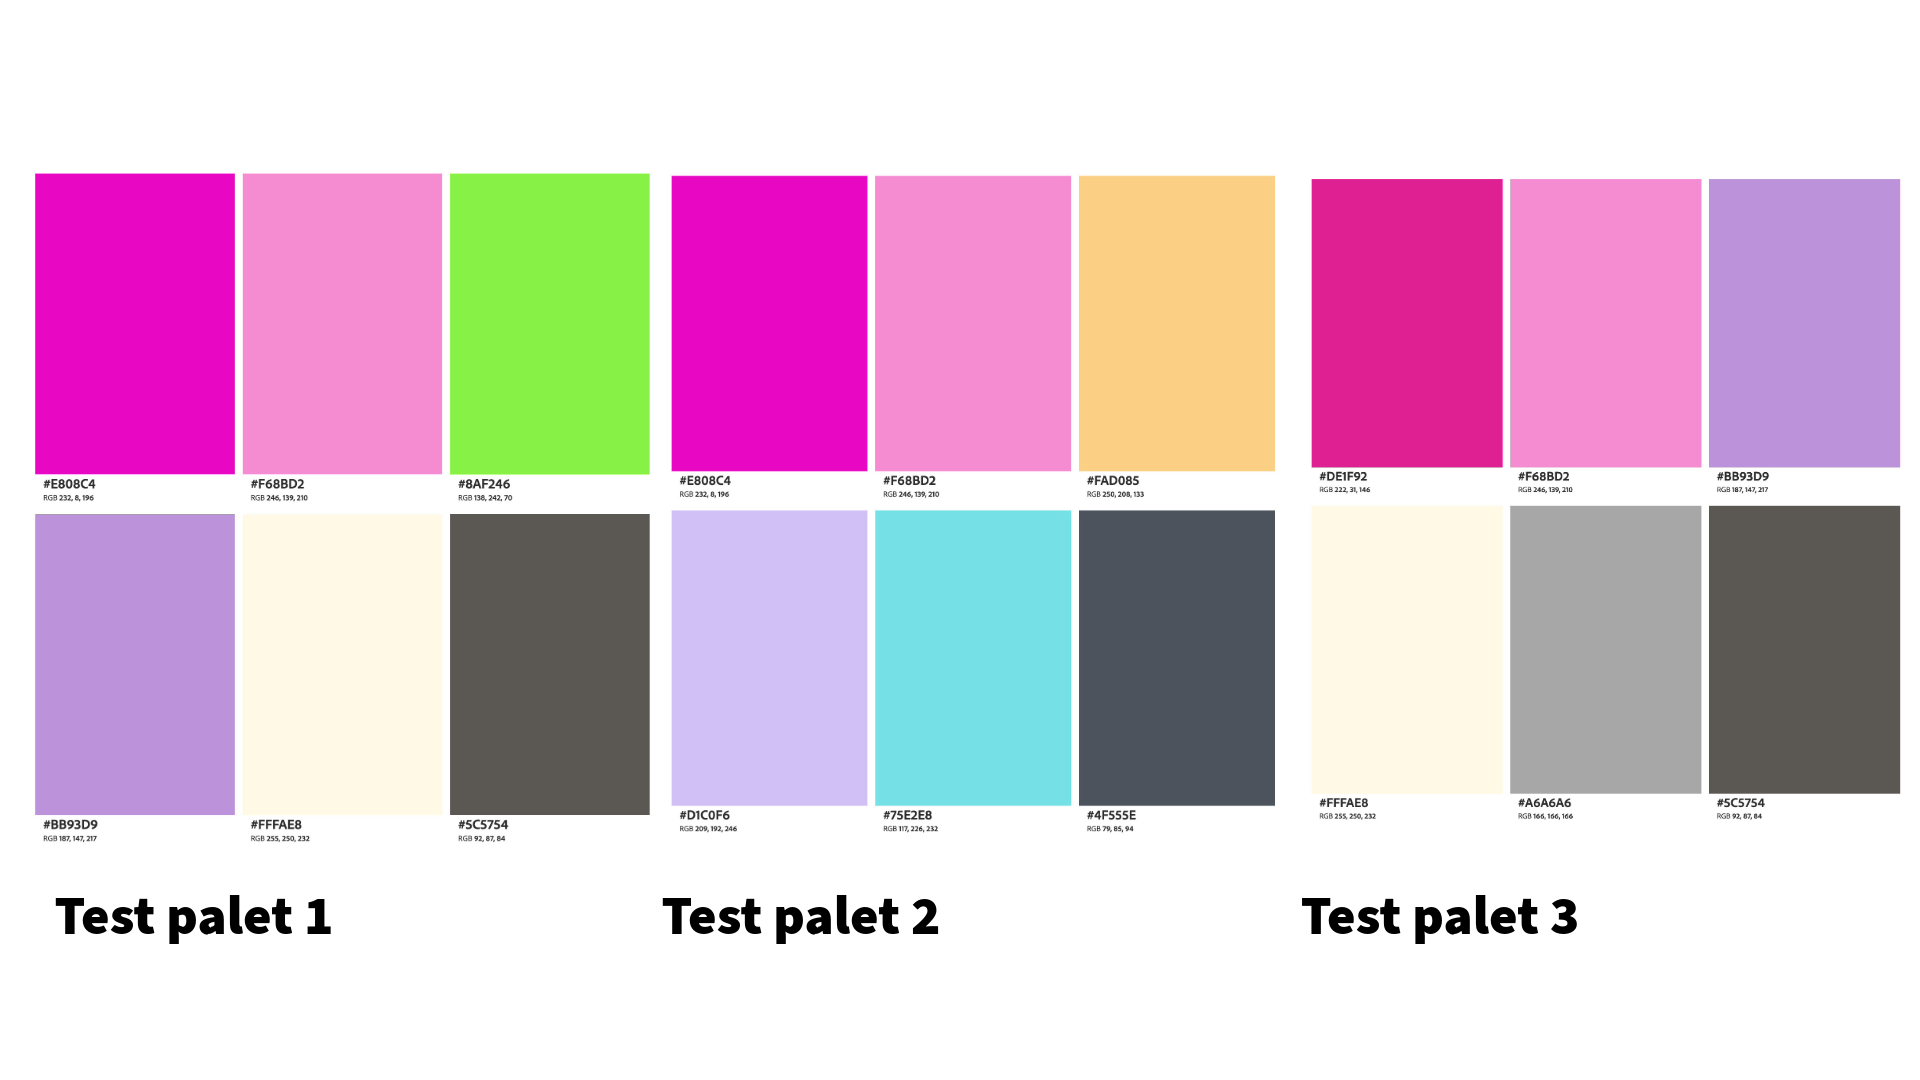 #E808C4
RGB 232, 8, 196
#F68BD2
RGB 246, 139, 210
#8AF246
RGB 138, 242, 70
#BB93D9
RGB 187, 147, 217
#FFFAE8
RGB 255, 250, 232
#5C5754
RGB 92, 87, 84
Test palet 1
#E808C4
RGB 232, 8, 196
#F68BD2
RGB 246, 139, 210
#FAD085
RGB 250, 208, 133
#D1C0F6
RGB 209, 192, 246
#75E2E8
RGB 117, 226, 232
#4F555E
RGB 79, 85, 94
Test palet 2
#DE1F92
RGB 222, 31, 146
#F68BD2
RGB 246, 139, 210
#BB93D9
RGB 187, 147, 217
#FFFAE8
RGB 255, 250, 232
#A6A6A6
RGB 166, 166, 166
#5C5754
RGB 92, 87, 84
Test palet 3